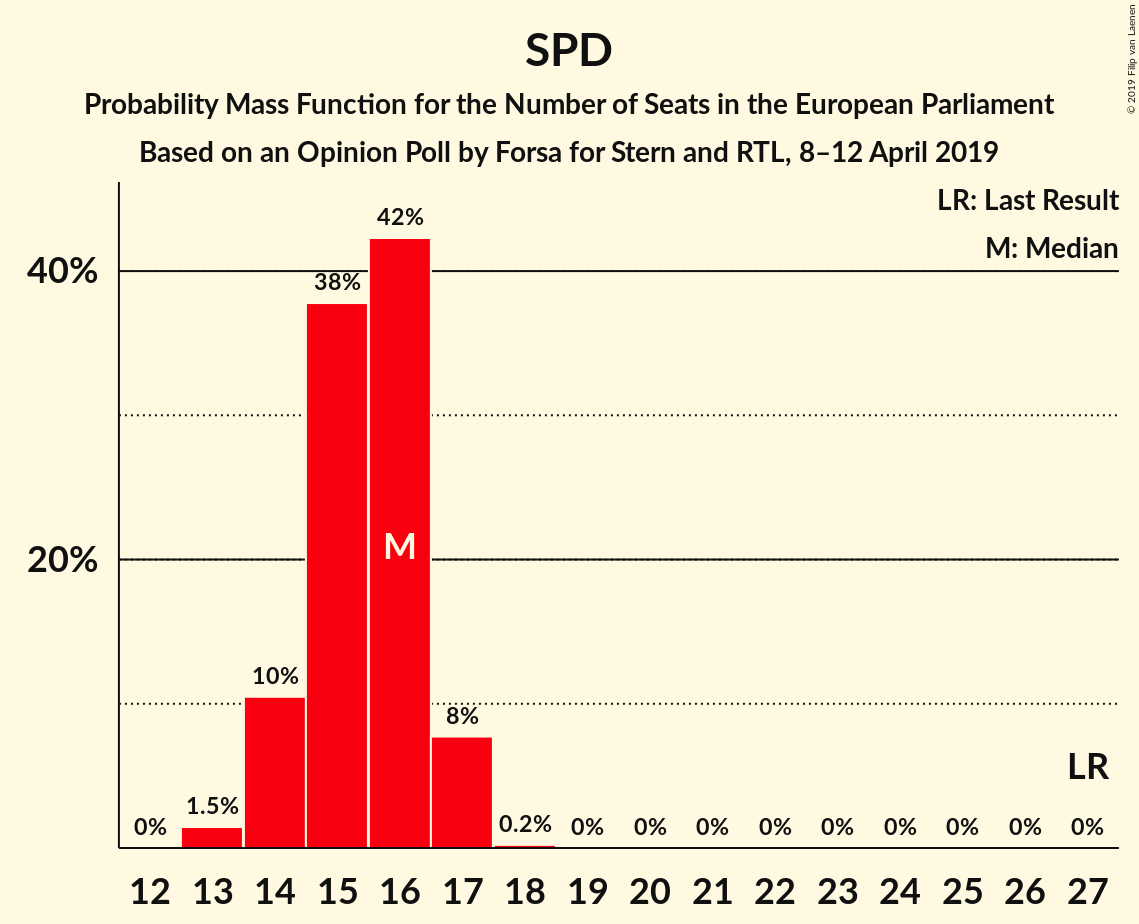 SPD
Probability Mass Function for the Number of Seats in the European Parliament
Based on an Opinion Poll by Forsa for Stern and RTL, 8–12 April 2019
© 2019 Filip van Laenen
LR: Last Result
M: Median
40%
20%
0%
1.5%
10%
38%
42%
8%
0.2%
0%
0%
0%
0%
0%
0%
0%
0%
0%
M
LR
12 13 14 15 16 17 18 19 20 21 22 23 24 25 26 27